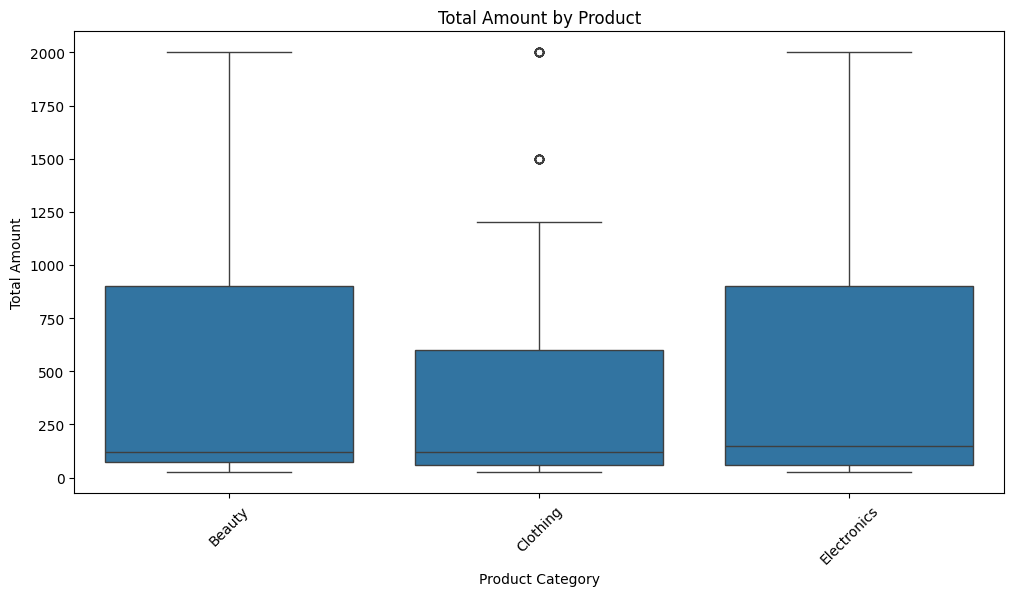 Total Amount by Product
2000
1750
1500
1250
1000
750
500
250
0
Total Amount
Beauty
Clothing
Electronics
Product Category